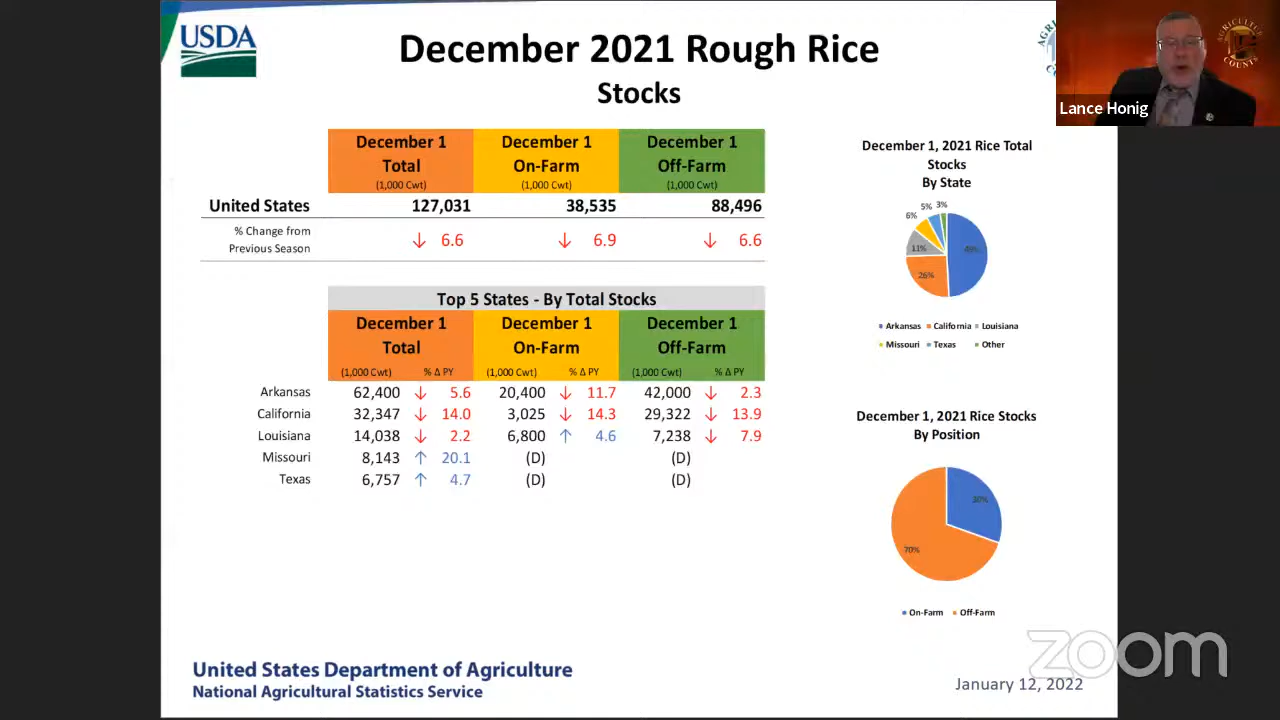 USDA
December 2021 Rough Rice
Stocks
AGRICULTURE
COUNTS
Lance Honig
December 1 December 1 December 1
Total On-Farm Off-Farm
(1,000 Cwt) (1,000 Cwt) (1,000 Cwt)
United States 127,031 38,535 88,496
% Change from
Previous Season
↓ 6.6 ↓ 6.9 ↓ 6.6
Top 5 States - By Total Stocks
December 1 December 1 December 1
Total On-Farm Off-Farm
(1,000 Cwt) % Δ PY (1,000 Cwt) % Δ PY (1,000 Cwt) % Δ PY
Arkansas 62,400 ↓ 5.6 20,400 ↓ 11.7 42,000 ↓ 2.3
California 32,347 ↓ 14.0 3,025 ↓ 14.3 29,322 ↓ 13.9
Louisiana 14,038 ↓ 2.2 6,800 ↑ 4.6 7,238 ↓ 7.9
Missouri 8,143 ↑ 20.1 (D) (D)
Texas 6,757 ↑ 4.7 (D) (D)
December 1, 2021 Rice Total
Stocks
By State
5% 3%
6%
11%
49%
26%
Arkansas California Louisiana
Missouri Texas Other
December 1, 2021 Rice Stocks
By Position
30%
70%
On-Farm Off-Farm
zoom
United States Department of Agriculture
National Agricultural Statistics Service
January 12, 2022